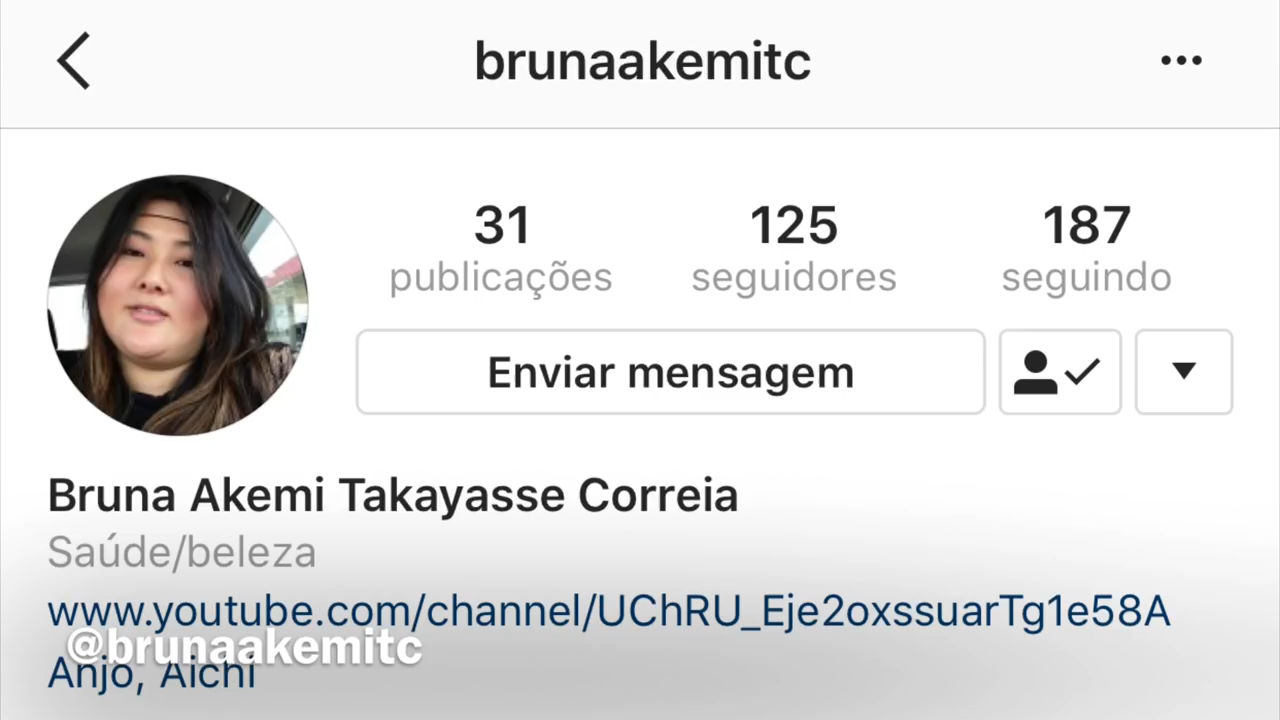 brunaakemitc
31 125 187
publicações seguidores seguindo
Enviar mensagem
Bruna Akemi Takayasse Correia
Saúde/beleza
www.youtube.com/channel/UChRU_Eje2oxssuarTg1e58A
@brunaakemitc
Anjo, Aichi